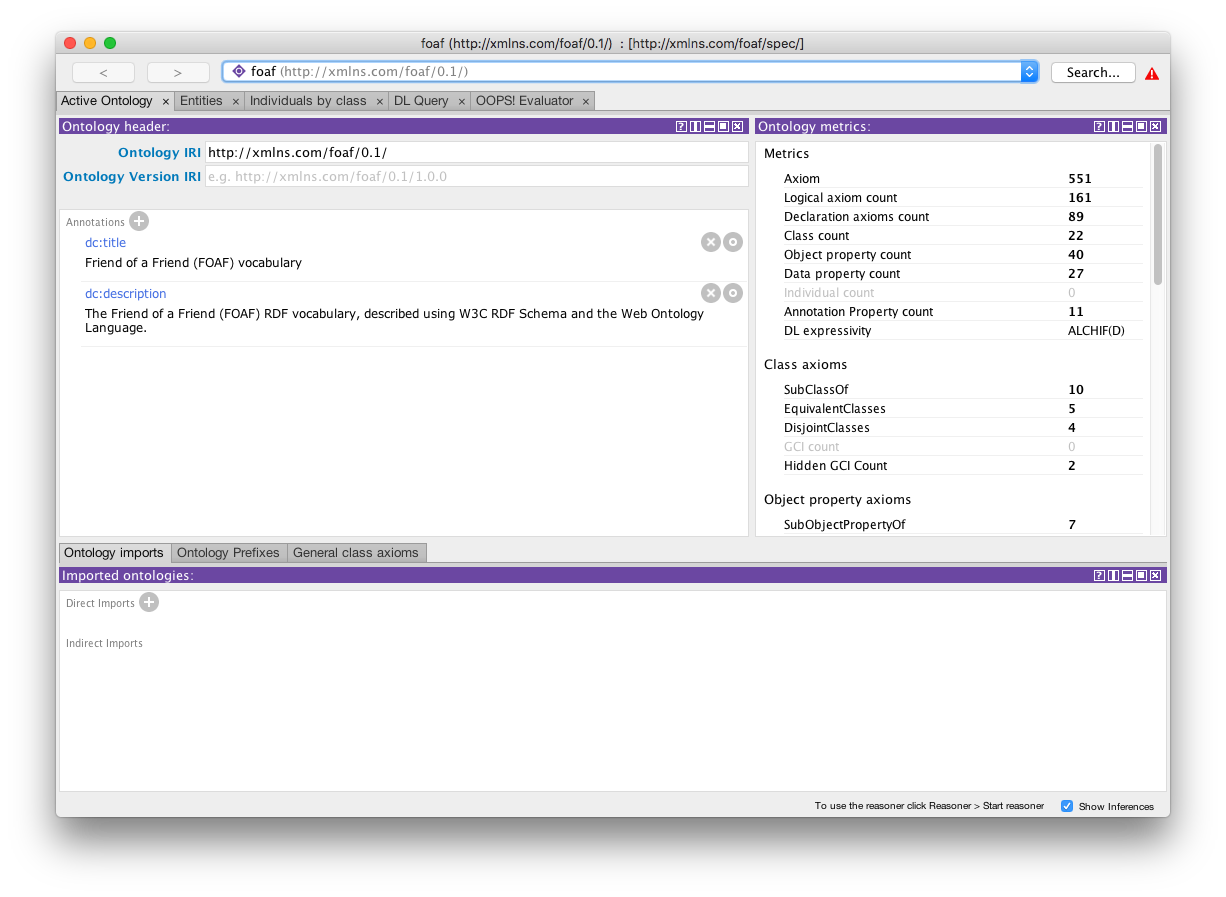 foaf (http://xmlns.com/foaf/0.1/) : [http://xmlns.com/foaf/spec/]
< > foaf (http://xmlns.com/foaf/0.1/) Search...
Active Ontology × Entities × Individuals by class × DL Query × OOPS! Evaluator ×
Ontology header:
Ontology IRI http://xmlns.com/foaf/0.1/
Ontology Version IRI e.g. http://xmlns.com/foaf/0.1/1.0.0
Annotations
dc:title
Friend of a Friend (FOAF) vocabulary
dc:description
The Friend of a Friend (FOAF) RDF vocabulary, described using W3C RDF Schema and the Web Ontology
Language.
Ontology metrics:
Metrics
Axiom 551
Logical axiom count 161
Declaration axioms count 89
Class count 22
Object property count 40
Data property count 27
Individual count 0
Annotation Property count 11
DL expressivity ALCHIF(D)
Class axioms
SubClassOf 10
EquivalentClasses 5
DisjointClasses 4
GCI count 0
Hidden GCI Count 2
Object property axioms
SubObjectPropertyOf 7
Ontology imports Ontology Prefixes General class axioms
Imported ontologies:
Direct Imports
Indirect Imports
To use the reasoner click Reasoner > Start reasoner Show Inferences